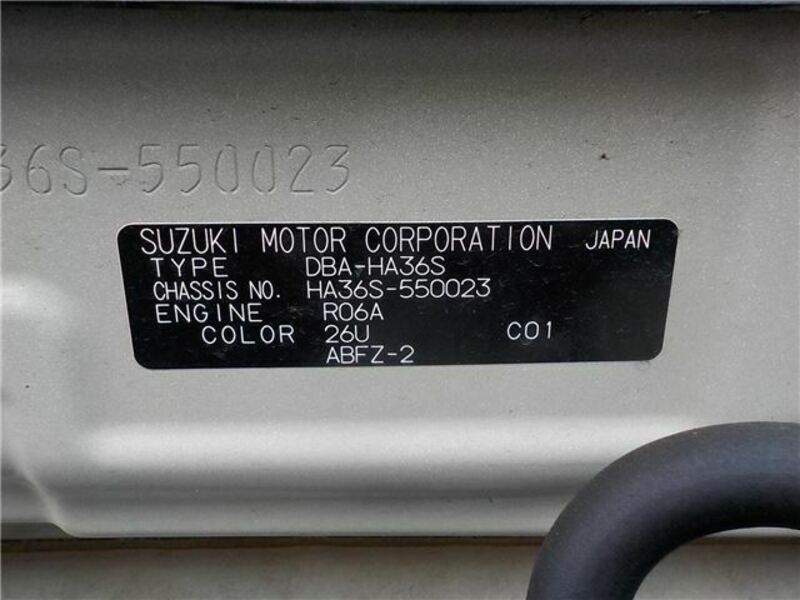 36S-550023
SUZUKI MOTOR CORPORATION JAPAN
TYPE DBA-HA36S
CHASSIS NO. HA36S-550023
ENGINE R06A
COLOR 26U C01
ABFZ-2